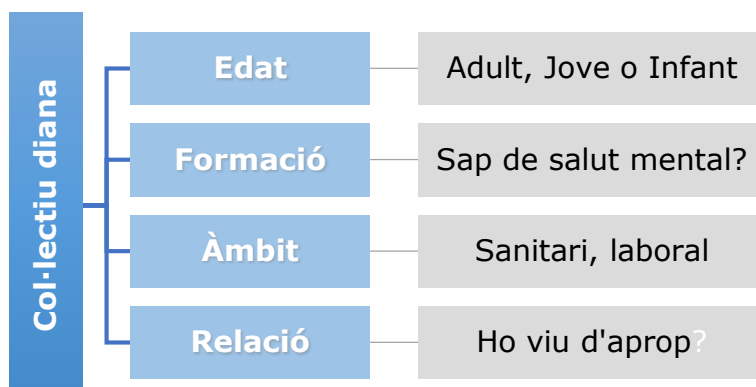 Col·lectiu diana
Edat
Adult, Jove o Infant
Formació
Sap de salut mental?
Àmbit
Sanitari, laboral
Relació
Ho viu d'aprop?